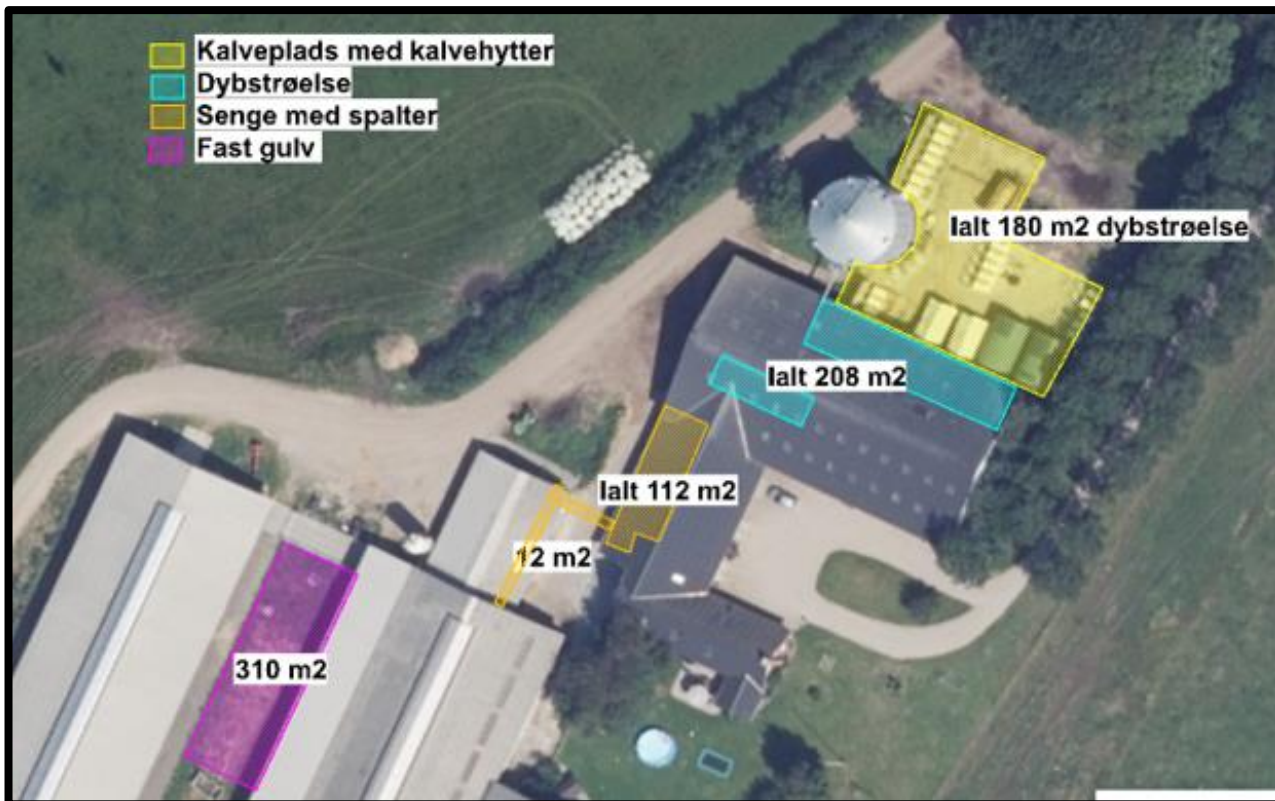 Kalveplads med kalvehytter
Dybstrøelse
Senge med spalter
Fast gulv
Ialt 180 m2 dybstrøelse
Ialt 208 m2
Ialt 112 m2
12 m2
310 m2